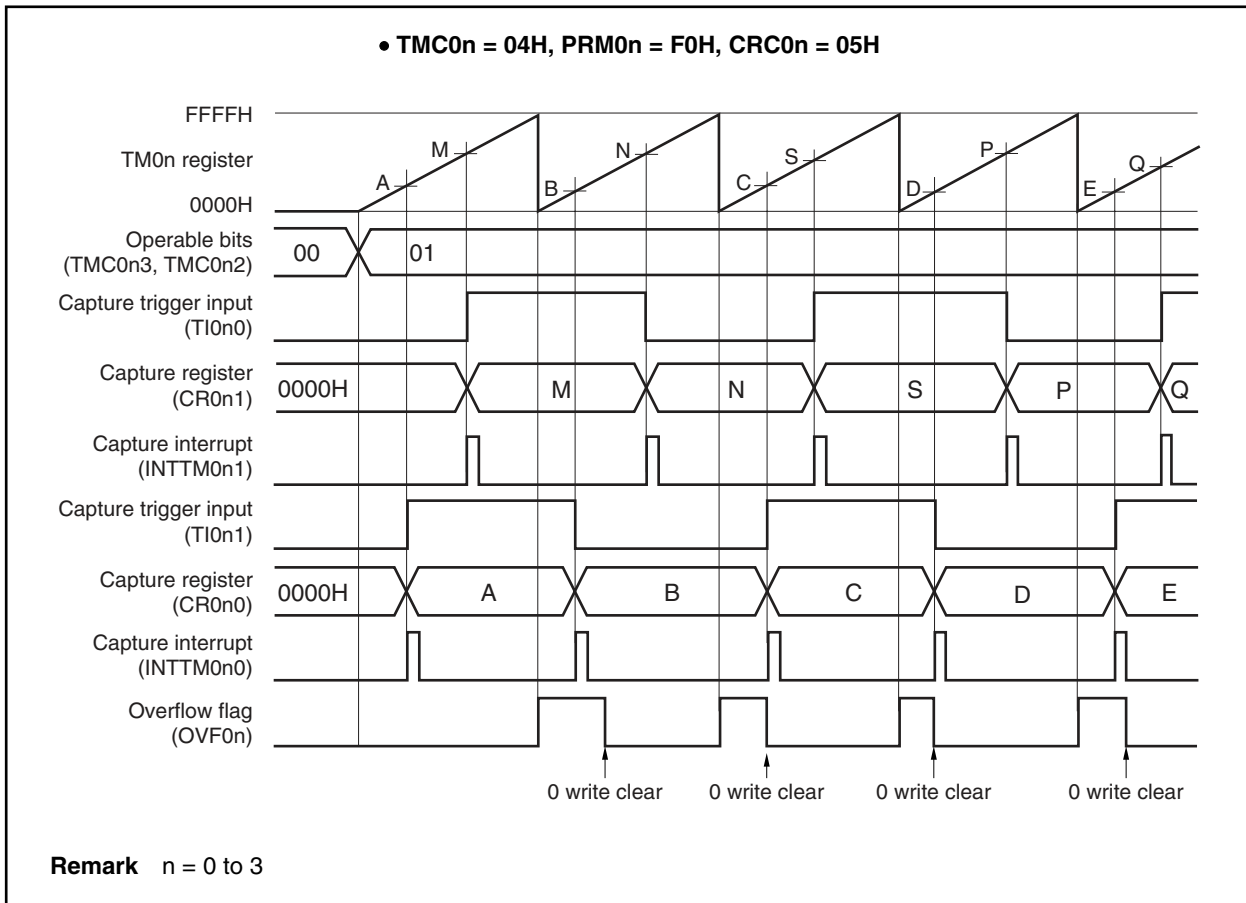 • TMC0n = 04H, PRM0n = F0H, CRC0n = 05H
FFFFH
TM0n register
0000H
A
M
B
N
C
S
D
P
E
Q
Operable bits
(TMC0n3, TMC0n2)
00
01
Capture trigger input
(TI0n0)
Capture register
(CR0n1)
0000H
M
N
S
P
Q
Capture interrupt
(INTTM0n1)
Capture trigger input
(TI0n1)
Capture register
(CR0n0)
0000H
A
B
C
D
E
Capture interrupt
(INTTM0n0)
Overflow flag
(OVF0n)
0 write clear
0 write clear
0 write clear
0 write clear
Remark n = 0 to 3